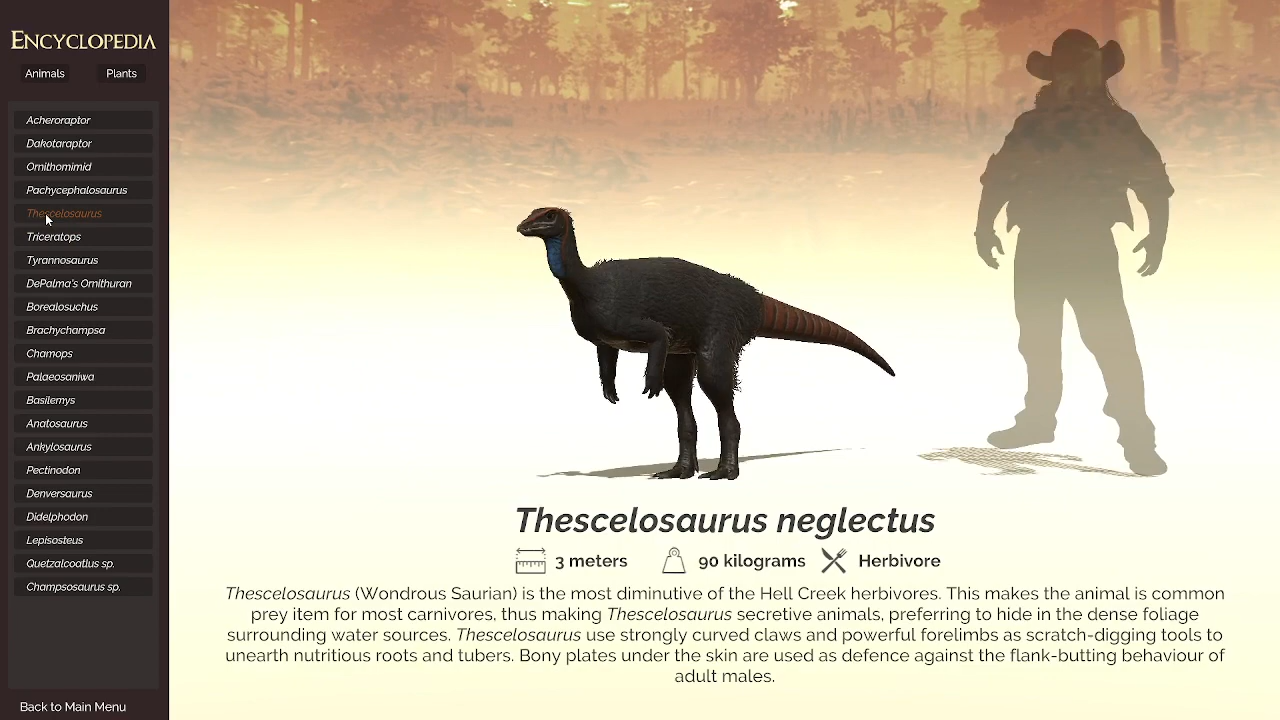 ENCYCLOPEDIA
Animals Plants
Acheroraptor
Dakotaraptor
Ornithomimid
Pachycephalosaurus
Thescelosaurus
Triceratops
Tyrannosaurus
DePalma's Ornithuran
Borealosuchus
Brachychampsa
Chamops
Palaeosaniwa
Basilemys
Anatosaurus
Ankylosaurus
Pectinodon
Denversaurus
Didelphodon
Lepisosteus
Quetzalcoatlus sp.
Champsosaurus sp.
Back to Main Menu
Thescelosaurus neglectus
3 meters 90 kilograms Herbivore
Thescelosaurus (Wondrous Saurian) is the most diminutive of the Hell Creek herbivores. This makes the animal is common
prey item for most carnivores, thus making Thescelosaurus secretive animals, preferring to hide in the dense foliage
surrounding water sources. Thescelosaurus use strongly curved claws and powerful forelimbs as scratch-digging tools to
unearth nutritious roots and tubers. Bony plates under the skin are used as defence against the flank-butting behaviour of
adult males.